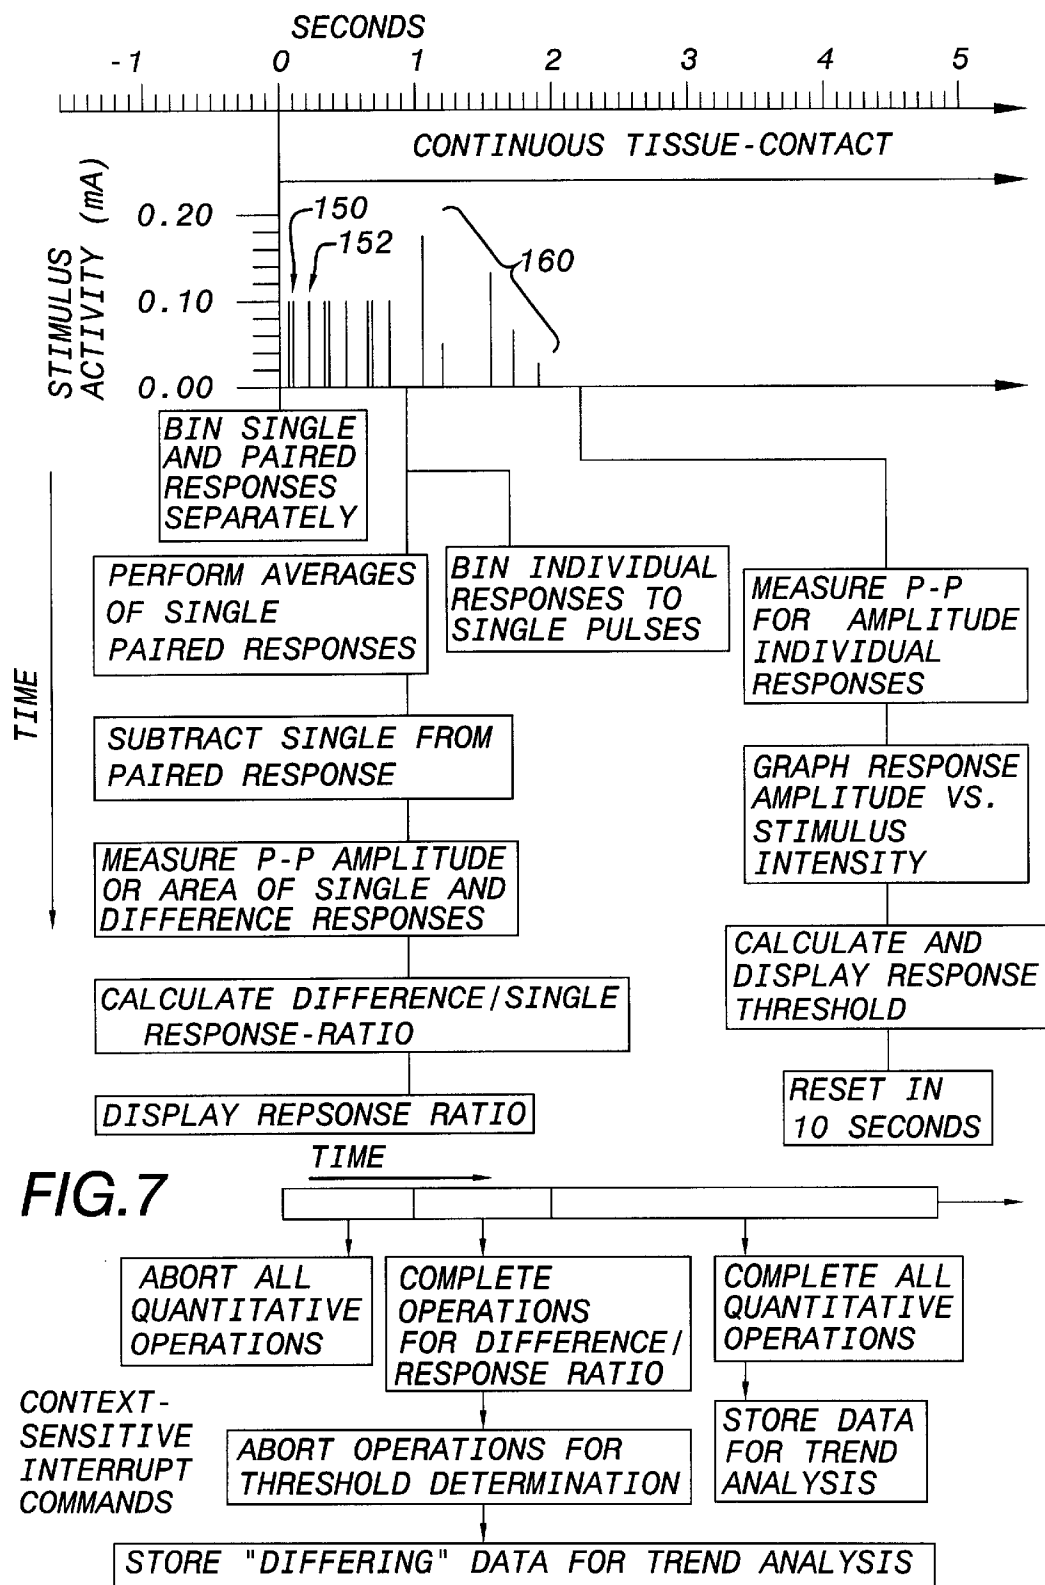 SECONDS
-1 0 1 2 3 4 5
CONTINUOUS TISSUE-CONTACT
STIMULUS
ACTIVITY (mA)
0.20
0.10
0.00
150
152
160
BIN SINGLE
AND PAIRED
RESPONSES
SEPARATELY
TIME
PERFORM AVERAGES
OF SINGLE
PAIRED RESPONSES
BIN INDIVIDUAL
RESPONSES TO
SINGLE PULSES
MEASURE P-P
FOR AMPLITUDE
INDIVIDUAL
RESPONSES
SUBTRACT SINGLE FROM
PAIRED RESPONSE
GRAPH RESPONSE
AMPLITUDE VS.
STIMULUS
INTENSITY
MEASURE P-P AMPLITUDE
OR AREA OF SINGLE AND
DIFFERENCE RESPONSES
CALCULATE AND
DISPLAY RESPONSE
THRESHOLD
CALCULATE DIFFERENCE/SINGLE
RESPONSE-RATIO
RESET IN
10 SECONDS
DISPLAY REPSONSE RATIO
FIG.7
TIME
ABORT ALL
QUANTITATIVE
OPERATIONS
COMPLETE
OPERATIONS
FOR DIFFERENCE/
RESPONSE RATIO
COMPLETE ALL
QUANTITATIVE
OPERATIONS
CONTEXT-
SENSITIVE
INTERRUPT
COMMANDS
ABORT OPERATIONS FOR
THRESHOLD DETERMINATION
STORE DATA
FOR TREND
ANALYSIS
STORE "DIFFERING" DATA FOR TREND ANALYSIS